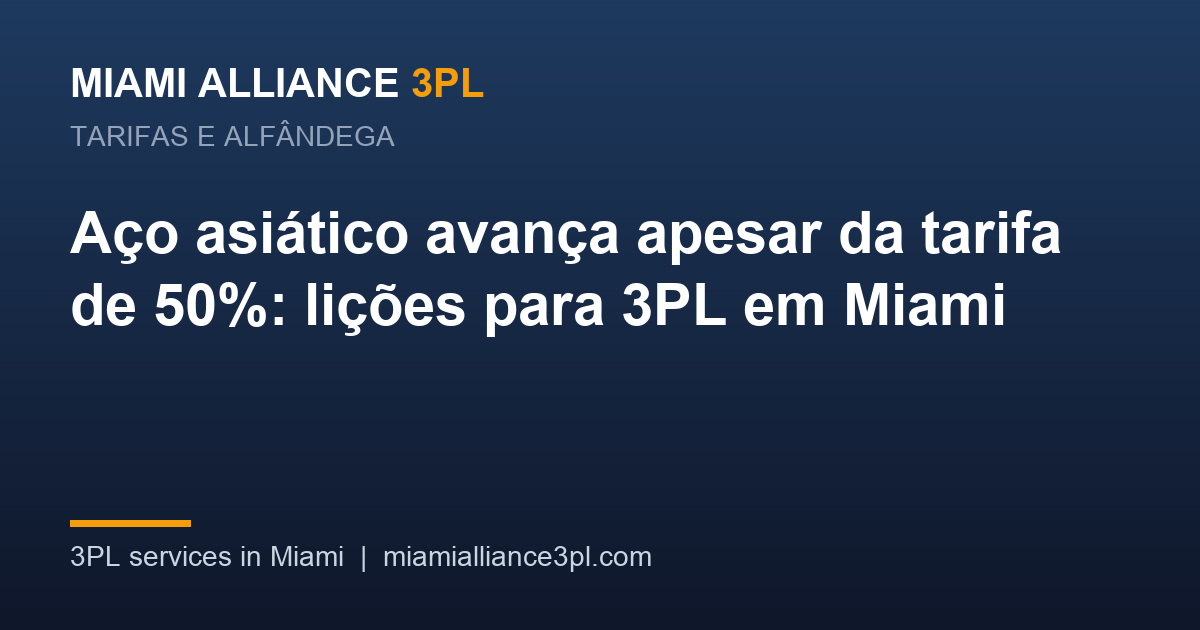 MIAMI ALLIANCE 3PL
TARIFAS E ALFÂNDEGA
Aço asiático avança apesar da tarifa
de 50%: lições para 3PL em Miami
3PL services in Miami | miamialliance3pl.com